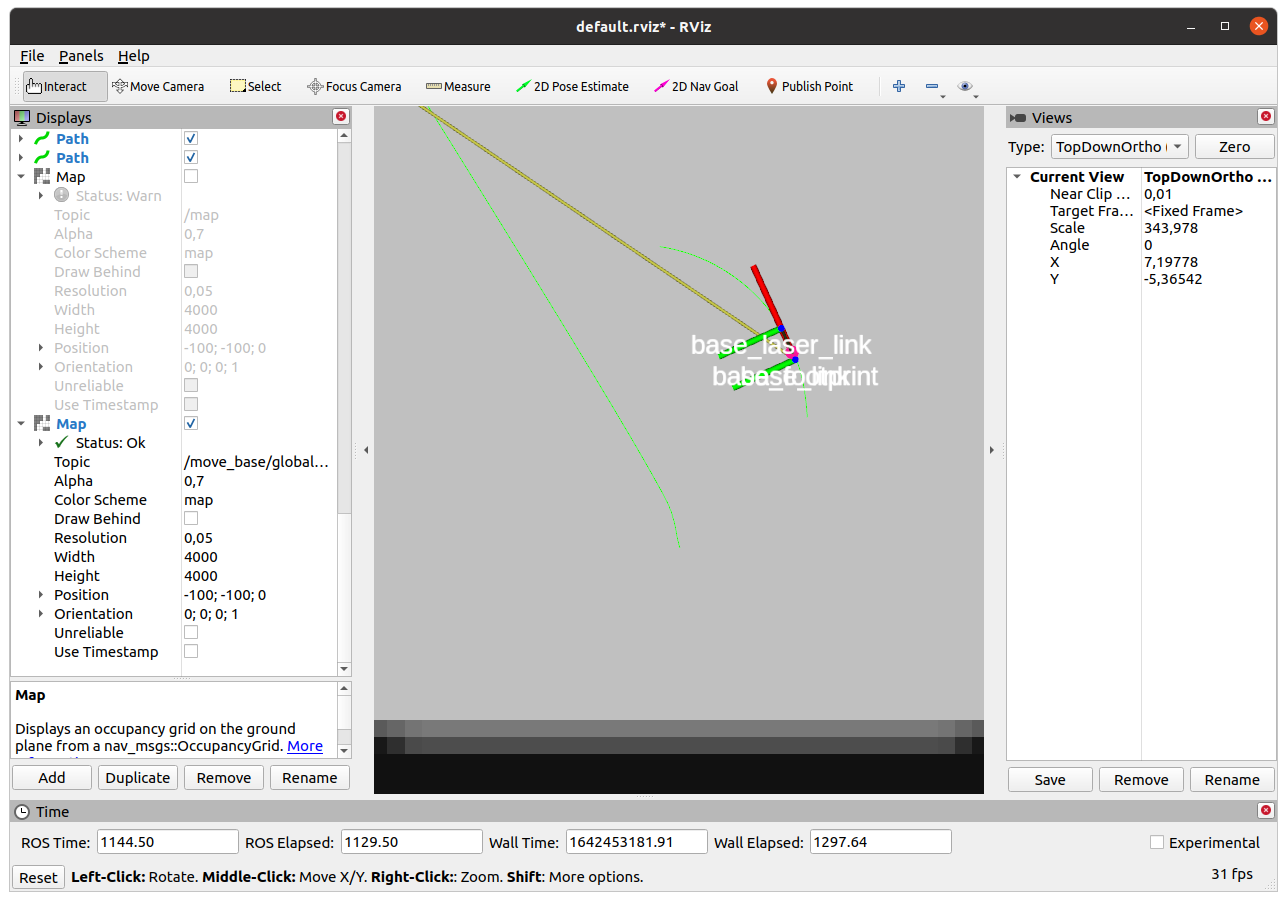 default.rviz* - RViz
File Panels Help
Interact Move Camera Select Focus Camera Measure 2D Pose Estimate 2D Nav Goal Publish Point
Displays
Path
Path
Map
Status: Warn
Topic /map
Alpha 0,7
Color Scheme map
Draw Behind
Resolution 0,05
Width 4000
Height 4000
Position -100; -100; 0
Orientation 0; 0; 0; 1
Unreliable
Use Timestamp
Map
Status: Ok
Topic /move_base/global...
Alpha 0,7
Color Scheme map
Draw Behind
Resolution 0,05
Width 4000
Height 4000
Position -100; -100; 0
Orientation 0; 0; 0; 1
Unreliable
Use Timestamp
Map
Displays an occupancy grid on the ground
plane from a nav_msgs::OccupancyGrid. More
Add Duplicate Remove Rename
base_laser_link
Views
Type: TopDownOrtho ( Zero
Current View TopDownOrtho ...
Near Clip ... 0,01
Target Fra... <Fixed Frame>
Scale 343,978
Angle 0
X 7,19778
Y -5,36542
Save Remove Rename
Time
ROS Time: 1144.50 ROS Elapsed: 1129.50 Wall Time: 1642453181.91 Wall Elapsed: 1297.64 Experimental
Reset Left-Click: Rotate. Middle-Click: Move X/Y. Right-Click:: Zoom. Shift: More options. 31 fps